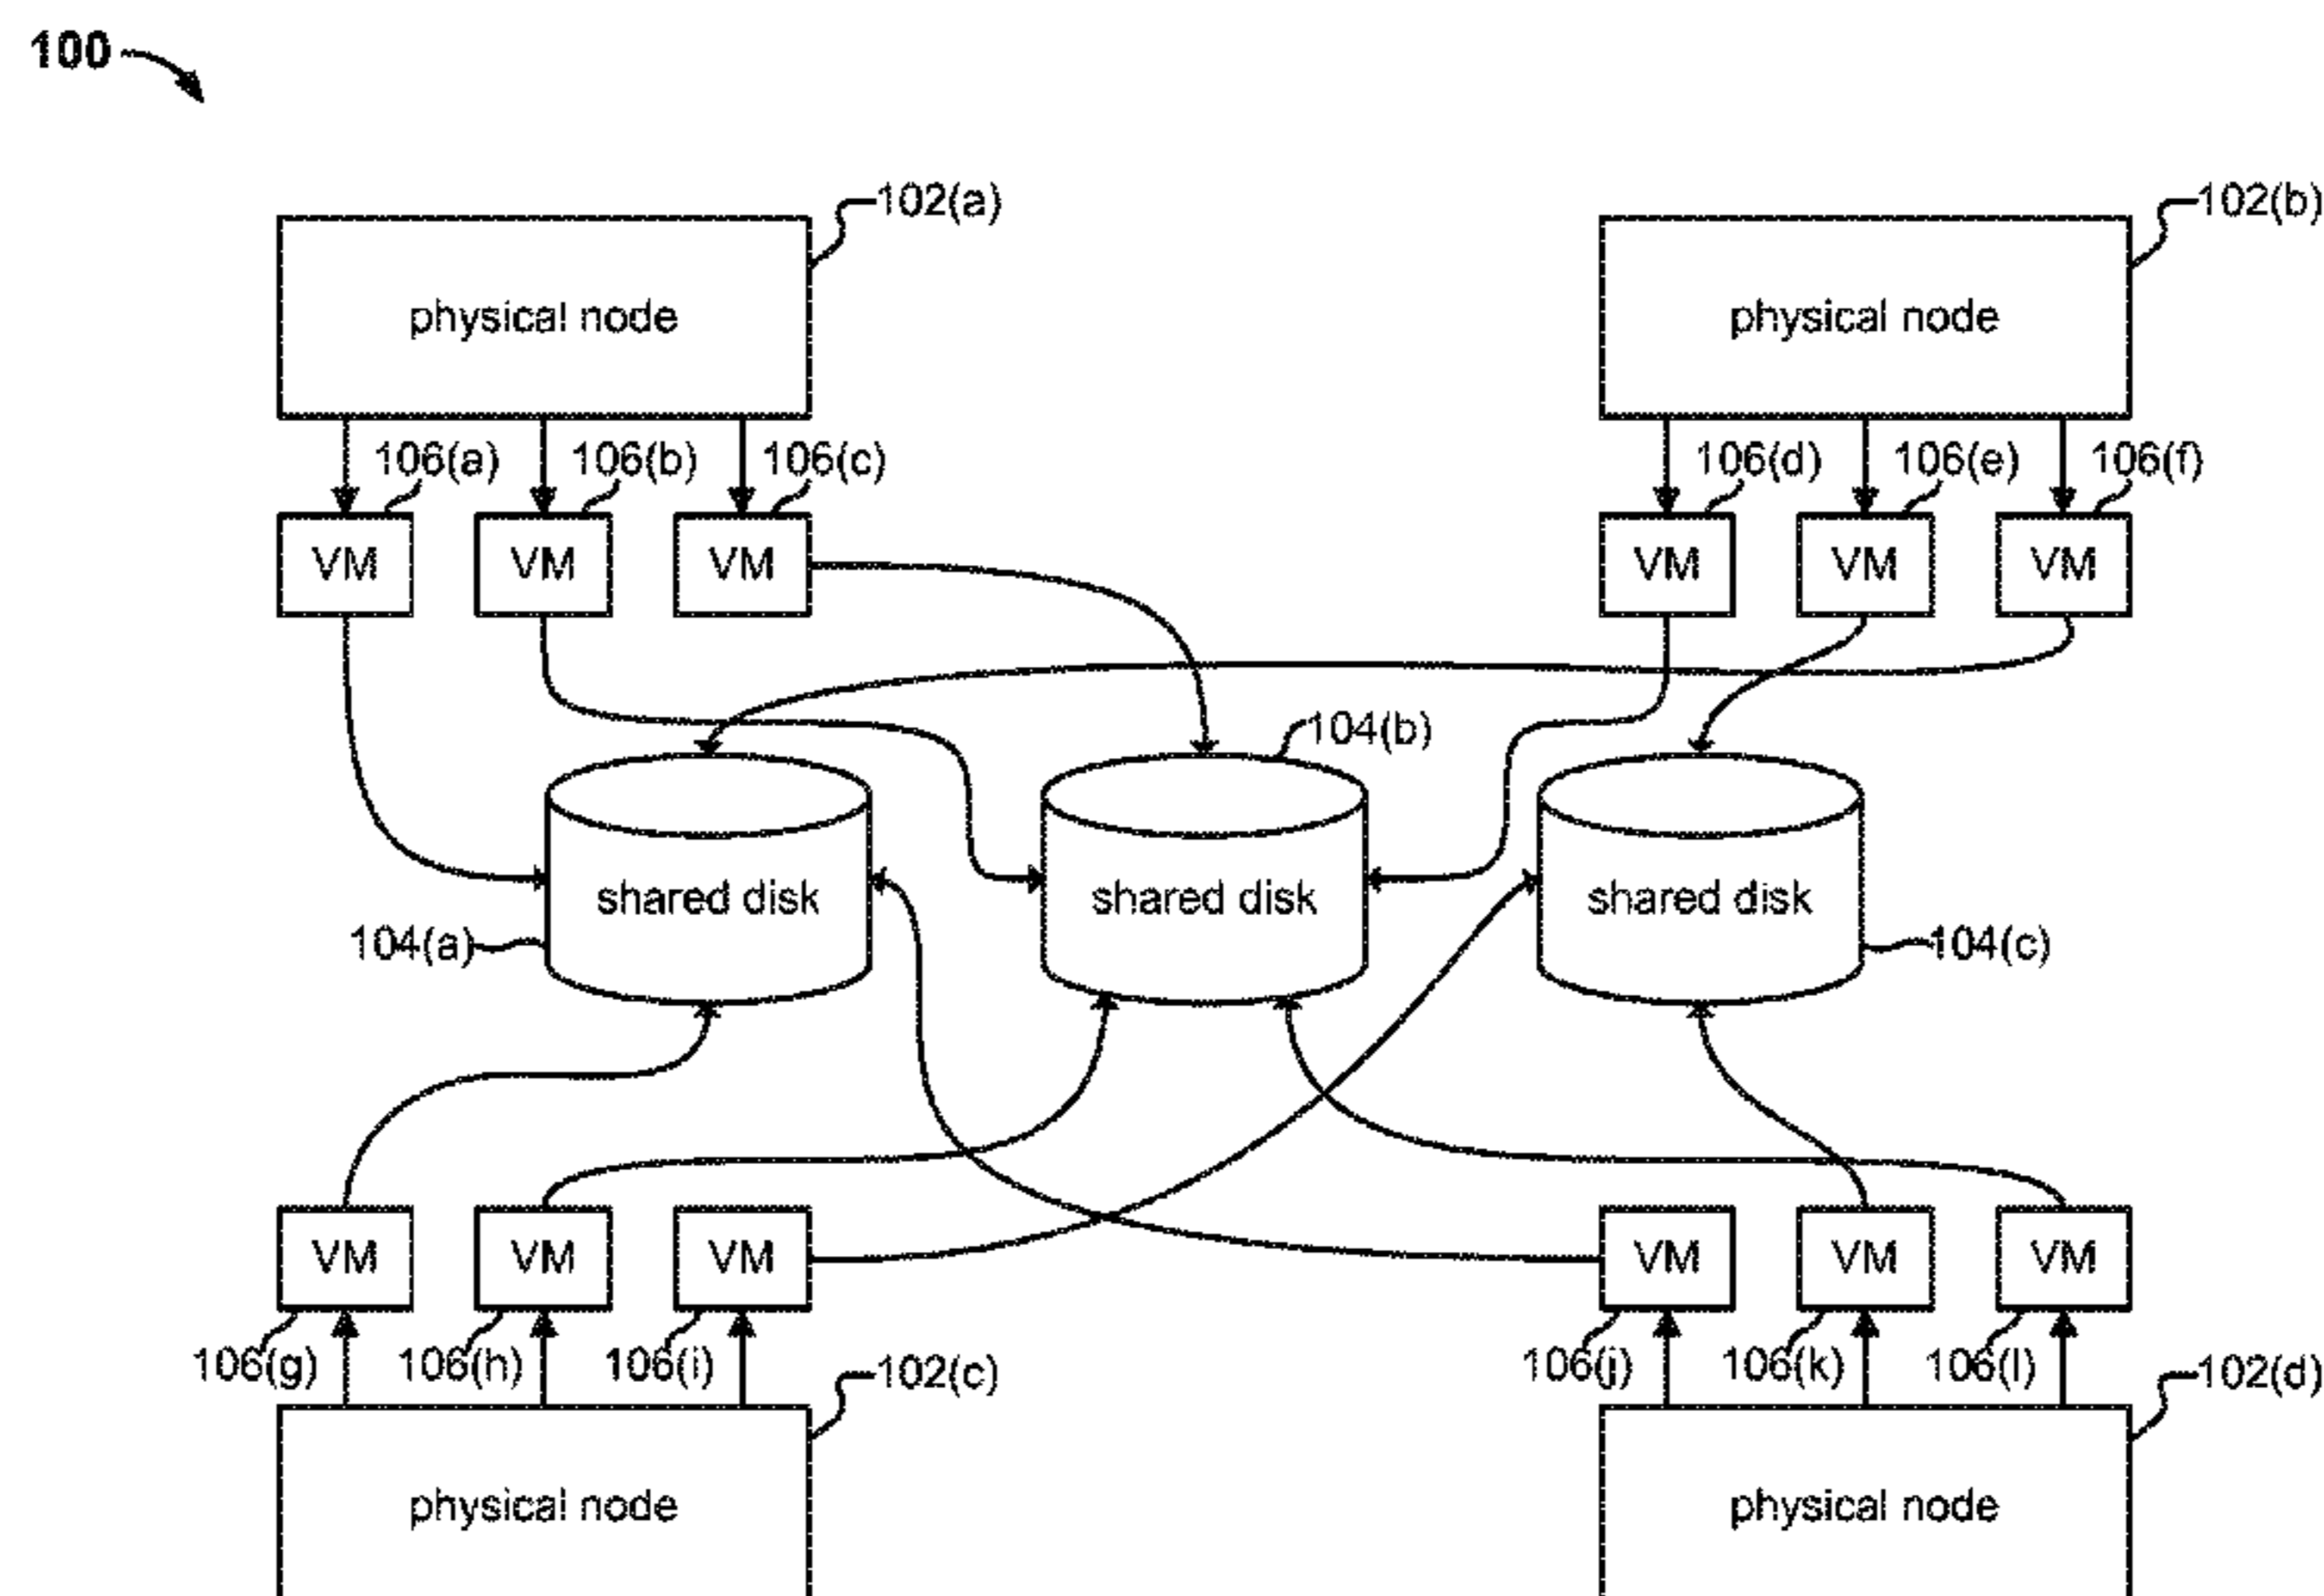 100
102(a)
102(b)
physical node
physical node
106(a)
106(b)
106(c)
106(d)
106(e)
106(f)
VM
VM
VM
VM
VM
VM
104(b)
shared disk
shared disk
shared disk
104(a)
104(c)
VM
VM
VM
VM
VM
VM
106(g)
106(h)
106(i)
102(c)
106(j)
106(k)
106(l)
102(d)
physical node
physical node